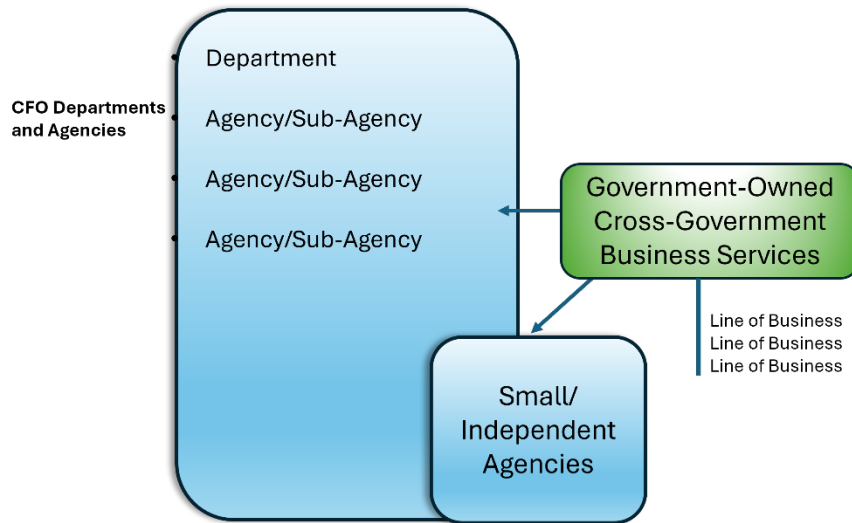 Department
CFO Departments
and Agencies
Agency/Sub-Agency
Agency/Sub-Agency
Agency/Sub-Agency
Government-Owned
Cross-Government
Business Services
Line of Business
Line of Business
Line of Business
Small/
Independent
Agencies